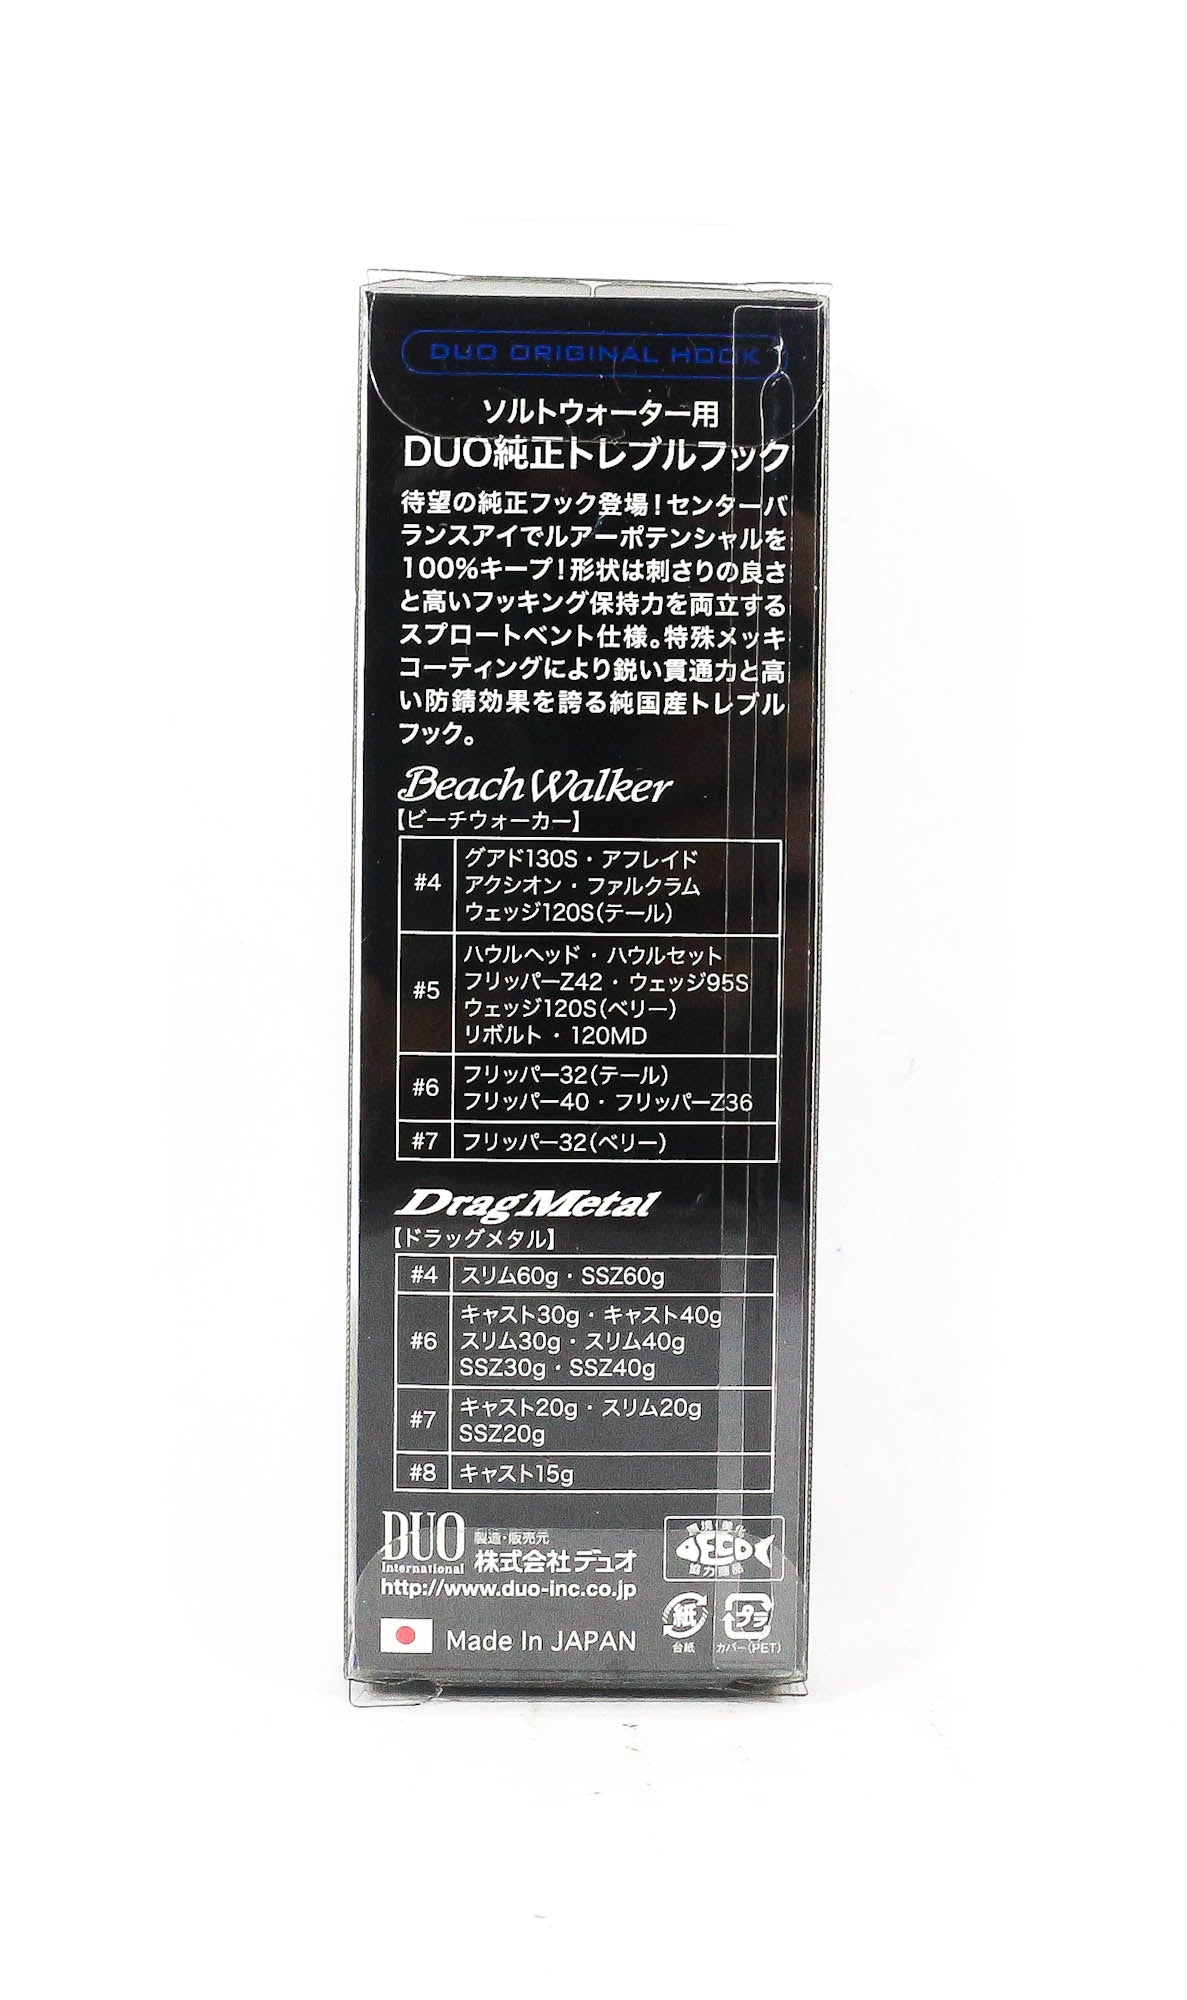 DUO ORIGINAL HOOK
ソルトウォーター用
DUO純正トレブルフック
待望の純正フック登場!センターバ
ランスアイでルアーポテンシャルを
100%キープ!形状は刺さりの良さ
と高いフッキング保持力を両立する
スプロートベント仕様。特殊メッキ
コーティングにより鋭い貫通力と高
い防錆効果を誇る純国産トレブル
フック。
Beach Walker
【ビーチウォーカー】
#4
グアド130S・アフレイド
アクシオン・ファルクラム
ウェッジ120S(テール)
#5
ハウルヘッド・ハウルセット
フリッパーZ42・ウェッジ95S
ウェッジ120S(ベリー)
リボルト・120MD
#6
フリッパー32(テール)
フリッパー40・フリッパーZ36
#7
フリッパー32(ベリー)
Drag Metal
【ドラッグメタル】
#4
スリム60g・SSZ60g
#6
キャスト30g・キャスト40g
スリム30g・スリム40g
SSZ30g・SSZ40g
#7
キャスト20g・スリム20g
SSZ20g
#8
キャスト15g
DUO
International
製造・販売元
株式会社デュオ
http://www.duo-inc.co.jp
Made In JAPAN
環境・美化
ECO
協力商品
紙
台紙
プラ
カバー(PET)